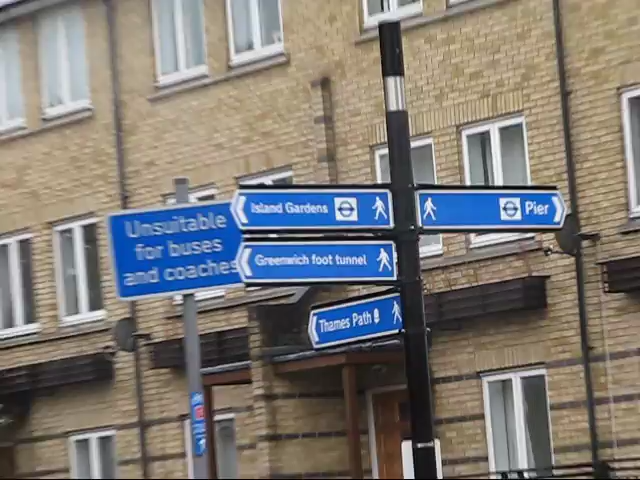 Unsuitable
for buses
and coaches
Island Gardens
Pier
Greenwich foot tunnel
Thames Path